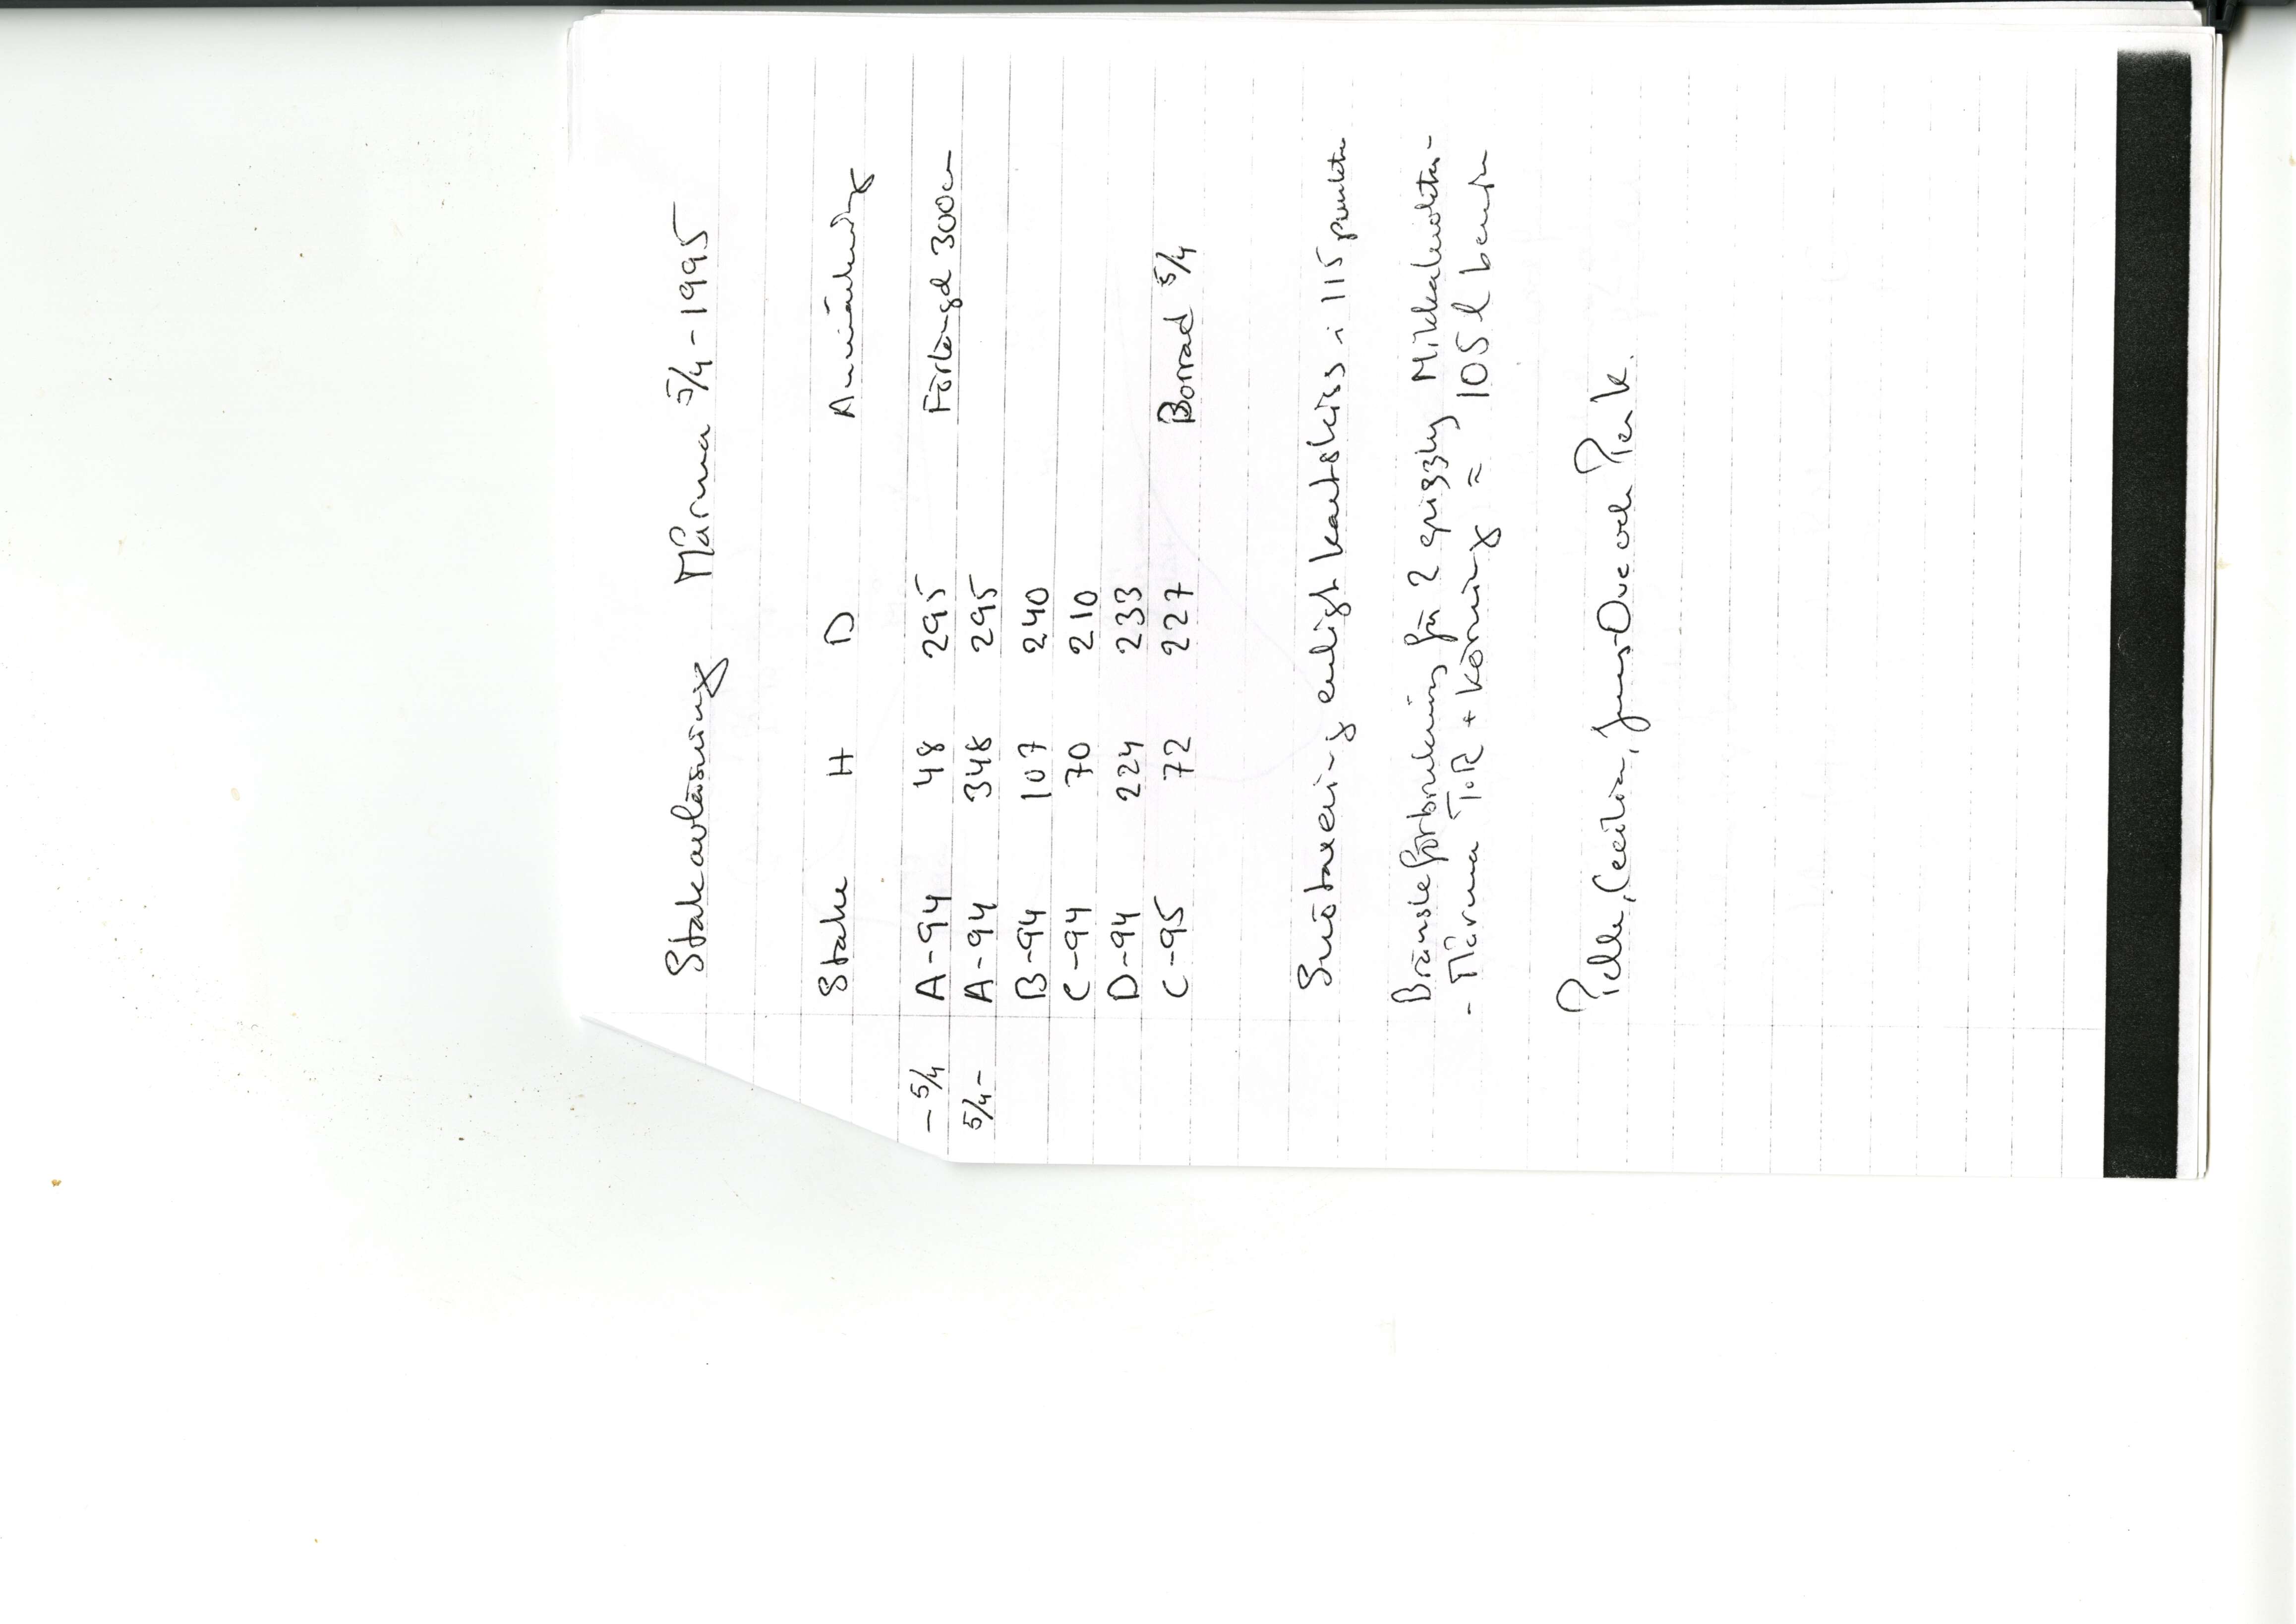 Stakavläsning Mårma 5/4-1995
Stake H D Anmärkning
- 5/4 A-94 48 295 Förlängd 300cm
5/4- A-94 348 295
B-94 107 240
C-94 70 210
D-94 224 233
C-95 72 227 Borrad 5/4
Snötaxering enligt kartskiss i 115 punkter
Bränsleförbrukning för 2 grizzly Nikkaluokta-
- Mårma T.o.R + körning ≈ 105 l bensin
Pelle, Cecilia, Jens-Ove och Per K.